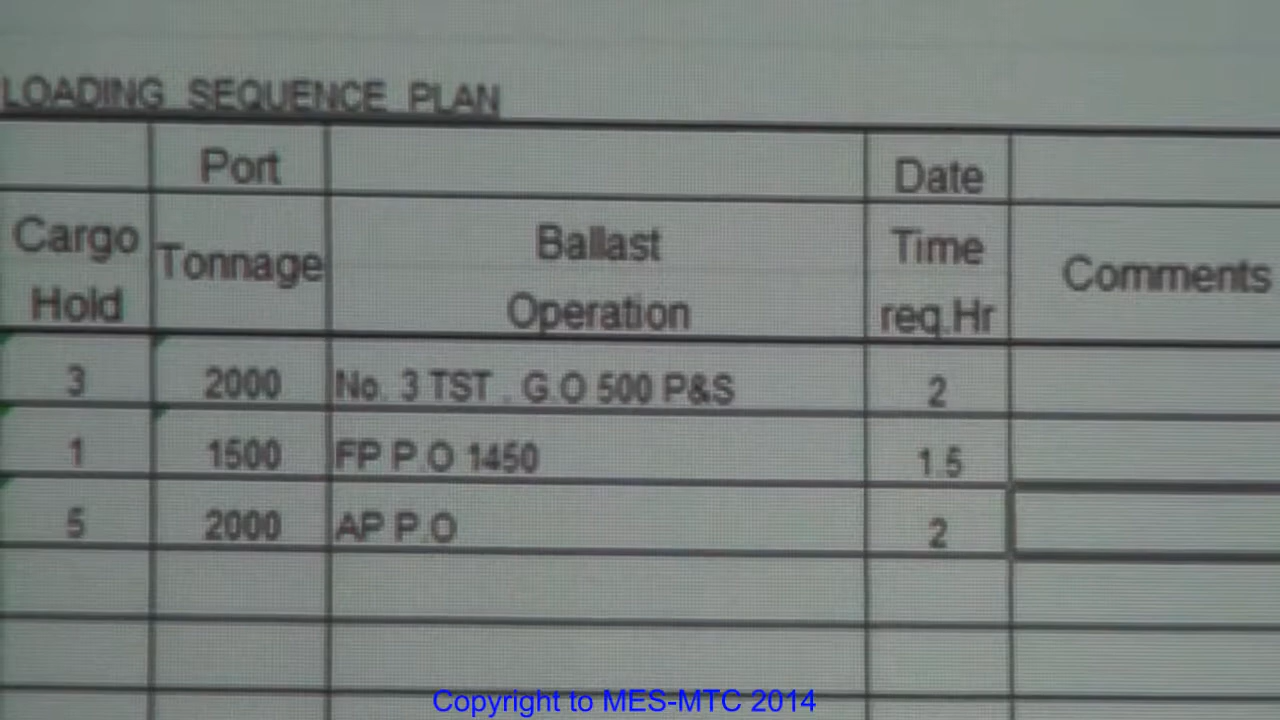 LOADING SEQUENCE PLAN
Port Date
Cargo Hold Tonnage Ballast Operation Time req.Hr Comments
3 2000 No. 3 TST . G.O 500 P&S 2
1 1500 FP P.O 1450 1.5
5 2000 AP P.O 2
Copyright to MES-MTC 2014